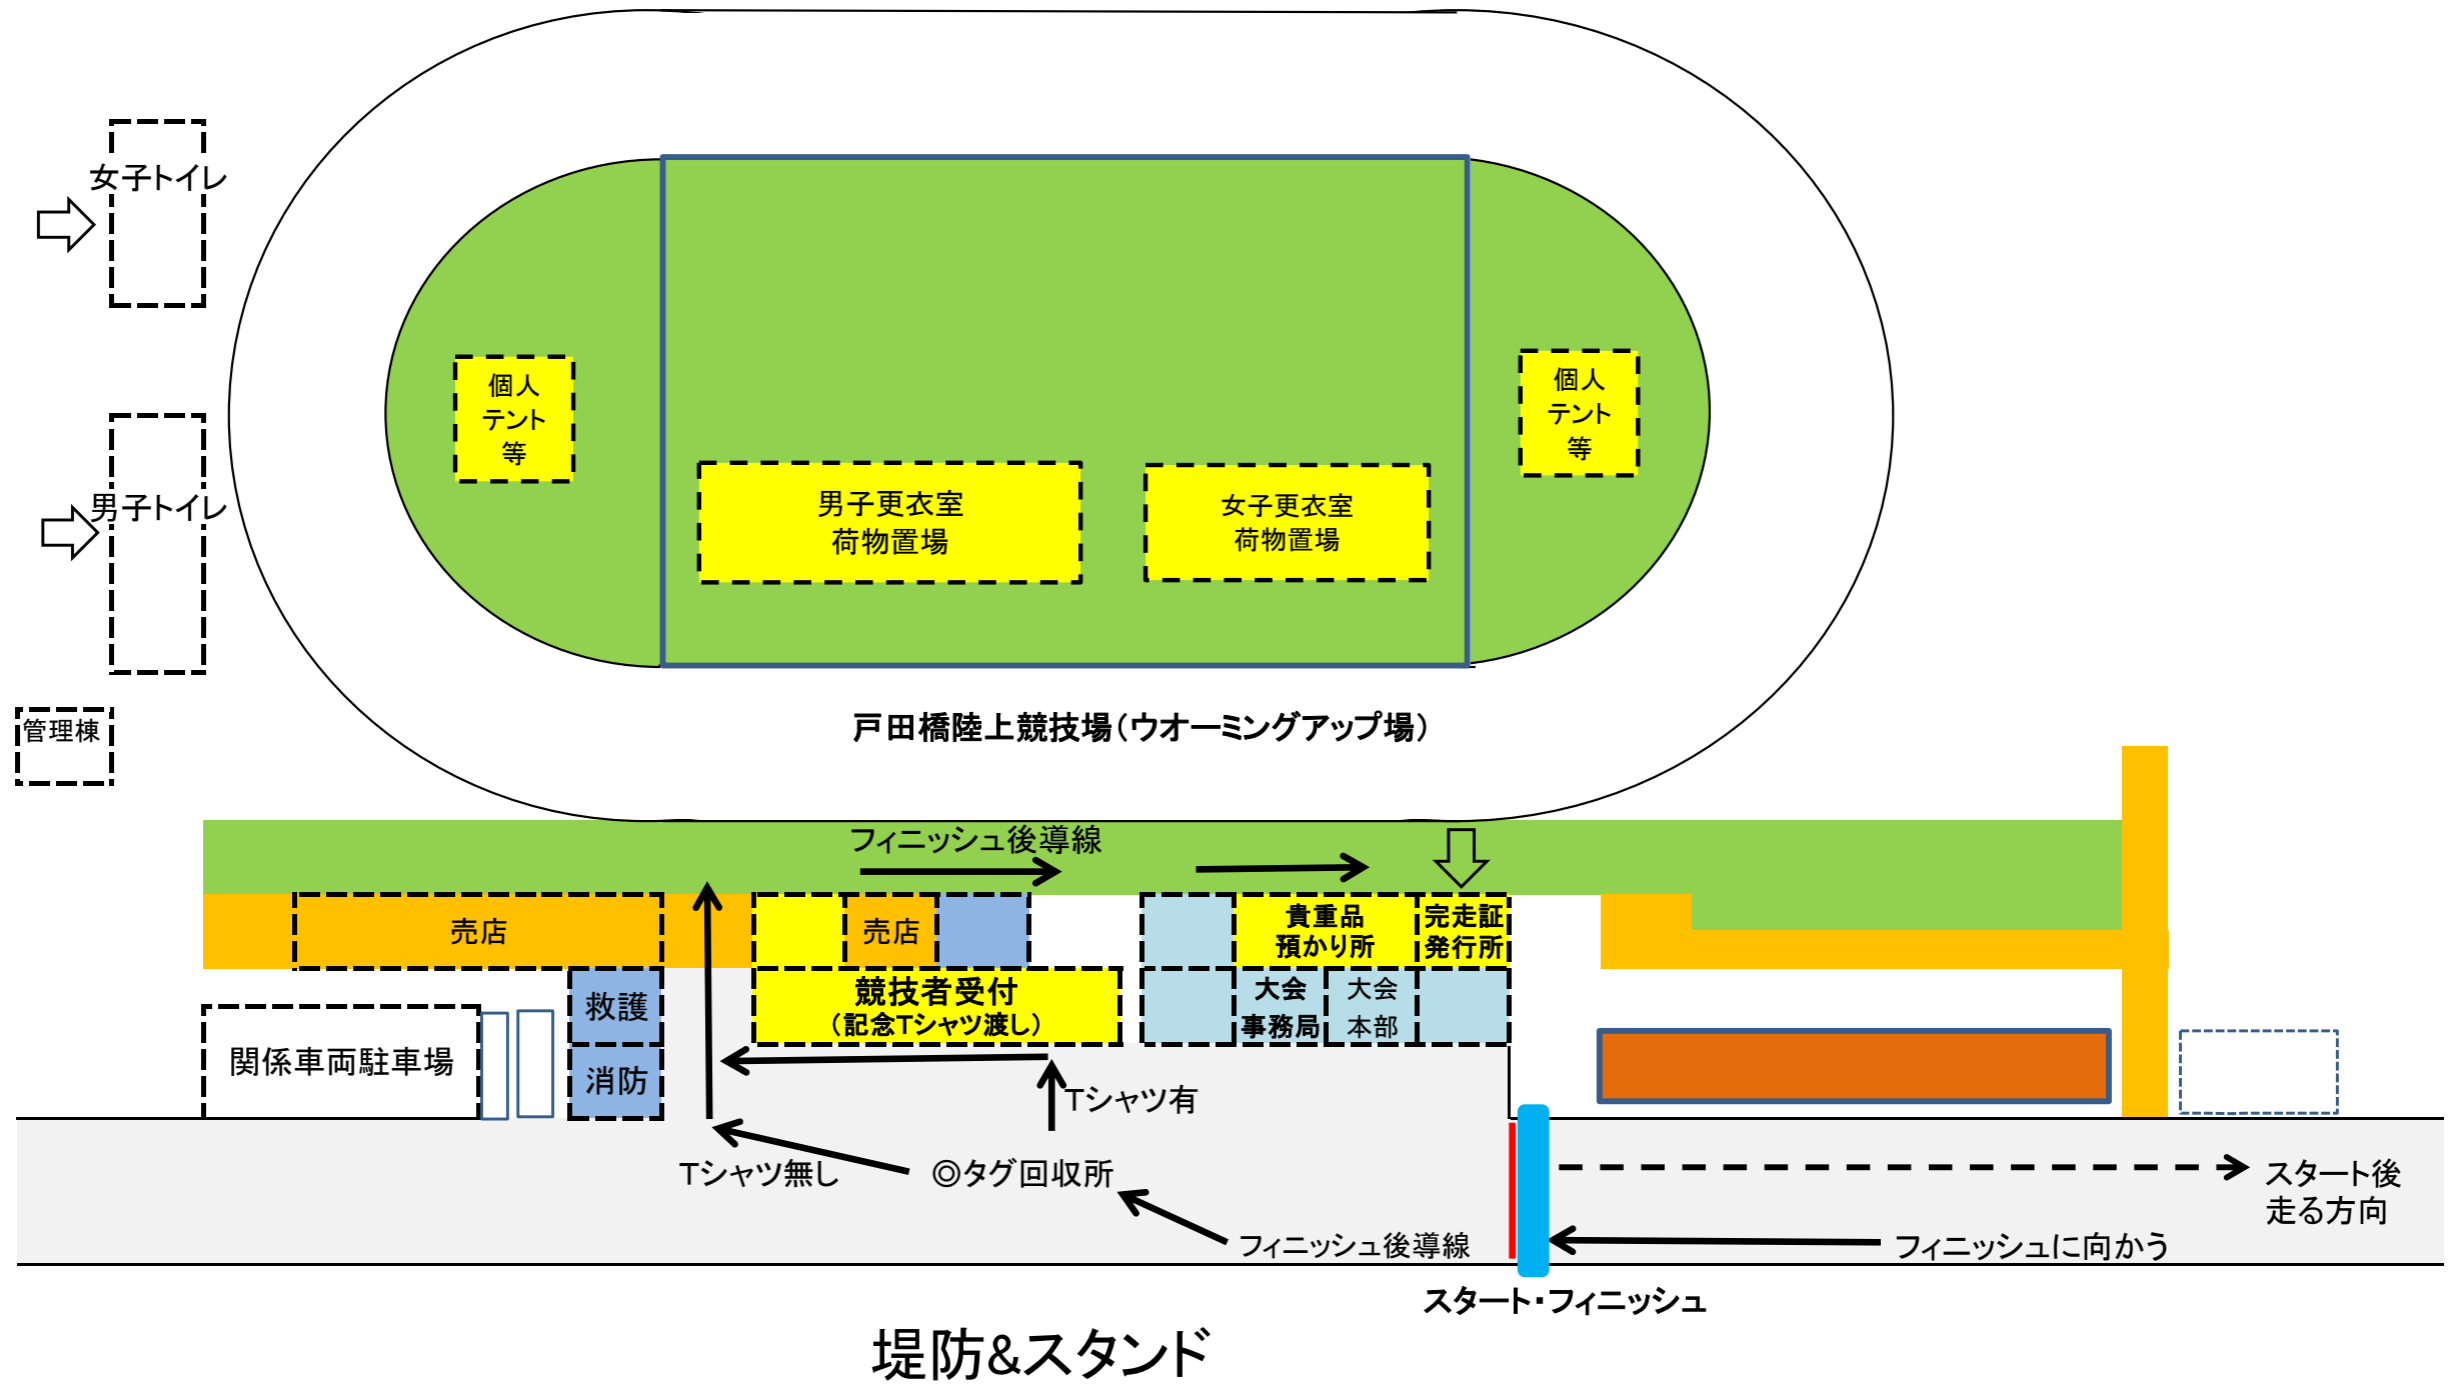 女子トイレ
個人
テント
等
個人
テント
等
男子トイレ
男子更衣室
荷物置場
女子更衣室
荷物置場
管理棟
戸田橋陸上競技場（ウオーミングアップ場）
フィニッシュ後導線
売店
売店
貴重品
預かり所
完走証
発行所
救護
競技者受付
（記念Tシャツ渡し）
大会
事務局
大会
本部
関係車両駐車場
消防
Tシャツ有
Tシャツ無し
◎タグ回収所
スタート後
走る方向
フィニッシュ後導線
フィニッシュに向かう
スタート・フィニッシュ
堤防&スタンド